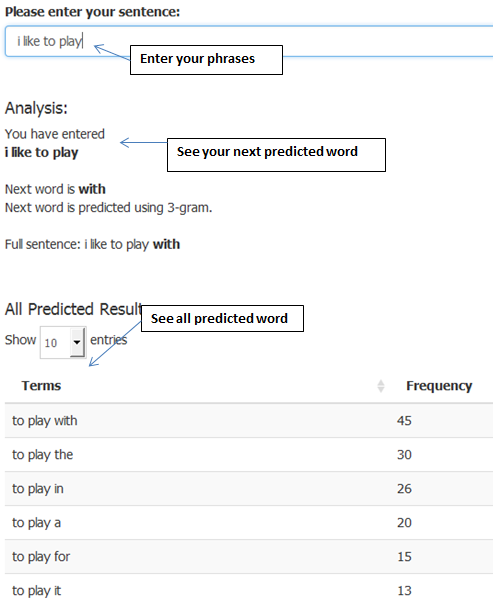 Please enter your sentence:
i like to play
Enter your phrases
Analysis:
You have entered
i like to play
See your next predicted word
Next word is with
Next word is predicted using 3-gram.
Full sentence: i like to play with
All Predicted Result
See all predicted word
Show 10 entries
Terms Frequency
to play with 45
to play the 30
to play in 26
to play a 20
to play for 15
to play it 13